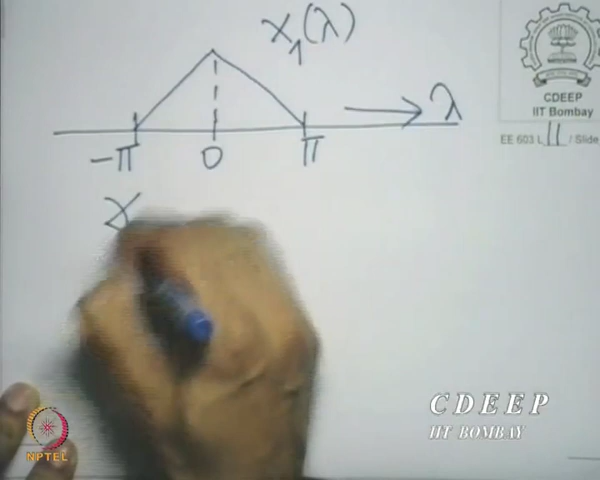 X₁(λ)
CDEEP
IIT Bombay
EE 603 L 11 / Slide
λ
-π 0 π
X
CDEEP
IIT BOMBAY
NPTEL